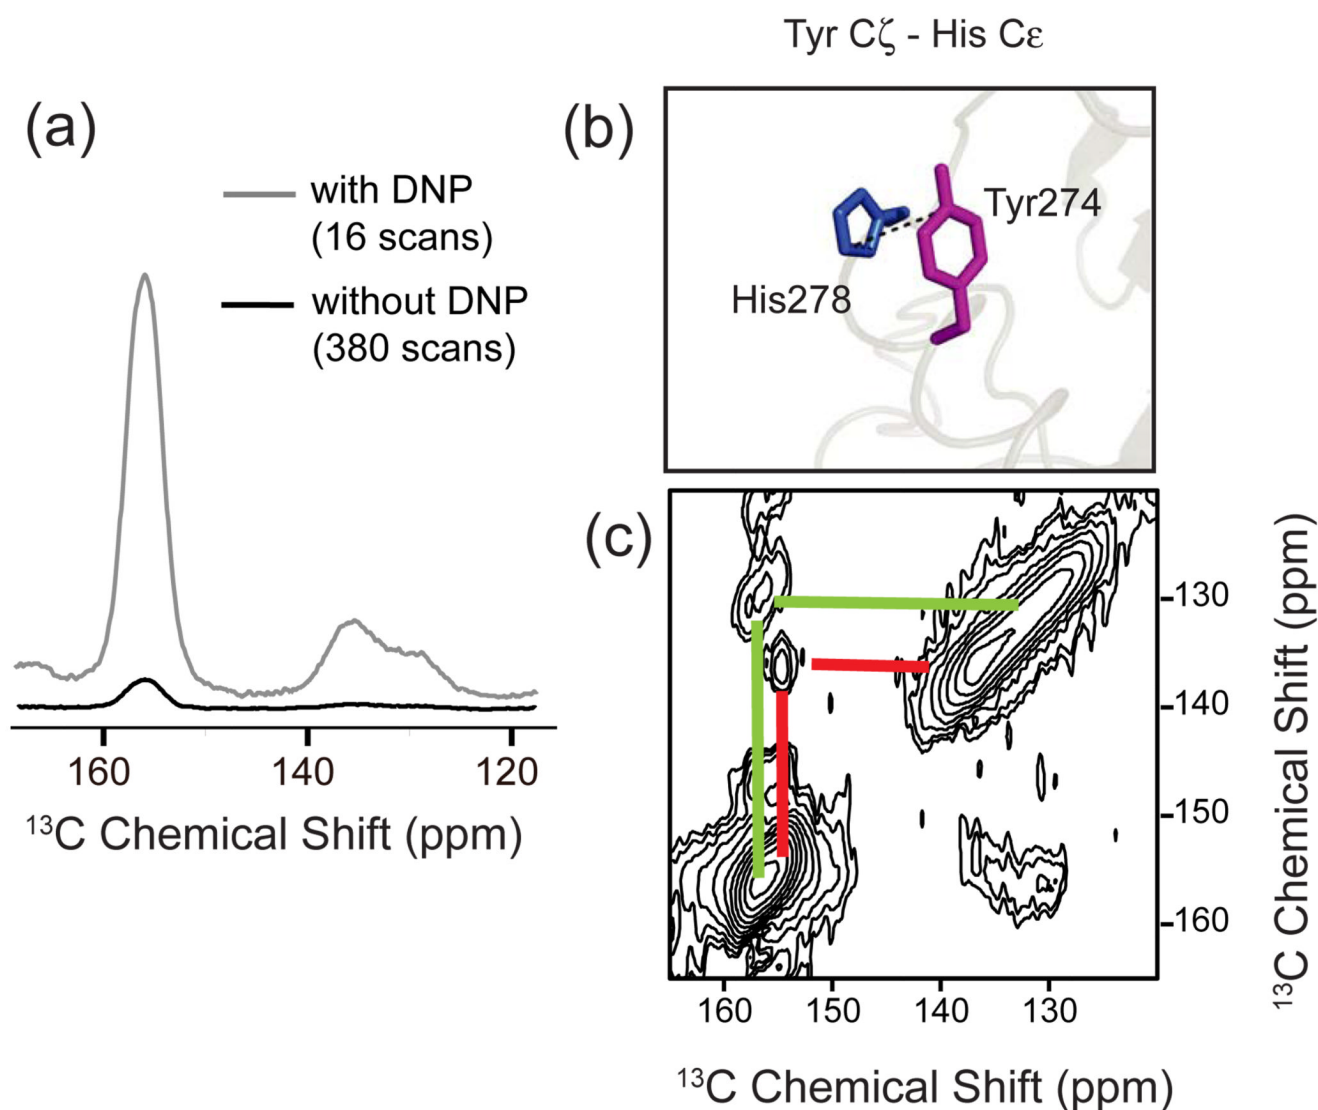 Tyr Cζ - His Cε
(a)
with DNP
(16 scans)
without DNP
(380 scans)
160 140 120
¹³C Chemical Shift (ppm)
(b)
Tyr274
His278
(c)
130
140
150
160
¹³C Chemical Shift (ppm)
160 150 140 130
¹³C Chemical Shift (ppm)